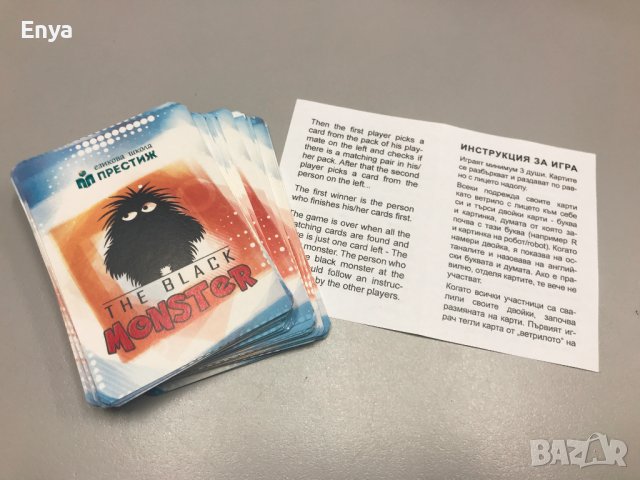 Enya
езикова школа
ПРЕСТИЖ
THE BLACK
MONSTER
Then the first player picks a
card from the pack of his play-
mate on the left and checks if
there is a matching pair in his/
her pack. After that the second
player picks a card from the
person on the left...
The first winner is the person
who finishes his/her cards first.
The game is over when all the
matching cards are found and
re is just one card left - The
monster. The person who
e black monster at the
uld follow an instruc-
by the other players.
ИНСТРУКЦИЯ ЗА ИГРА
Играят минимум 3 души. Картите
се разбъркват и раздават по рав-
но с лицето надолу.
Всеки подрежда своите карти
като ветрило с лицето към себе
си и търси двойки карти - буква
и картинка, думата от която за-
почва с тази буква (например R
и картинка на робот/robot). Когато
намери двойка, я показва на ос-
таналите и назовава на англий-
ски буквата и думата. Ако е пра-
вилно, отделя картите, те вече не
участват.
Когато всички участници са сва-
лили своите двойки, започва
размяната на карти. Първият иг-
рач тегли карта от „ветрилото" на
BAZAR